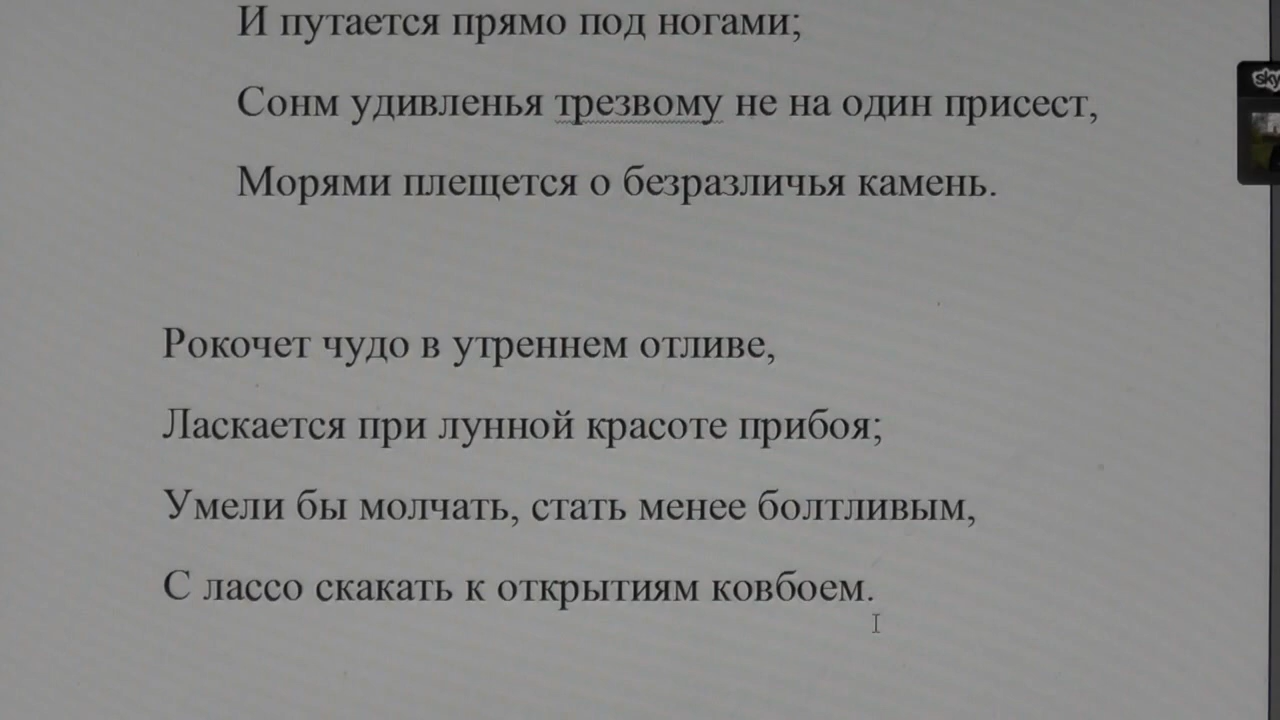 И путается прямо под ногами;
Сонм удивленья трезвому не на один присест,
Морями плещется о безразличья камень.
Рокочет чудо в утреннем отливе,
Ласкается при лунной красоте прибоя;
Умели бы молчать, стать менее болтливым,
С лассо скакать к открытиям ковбоем.
sky